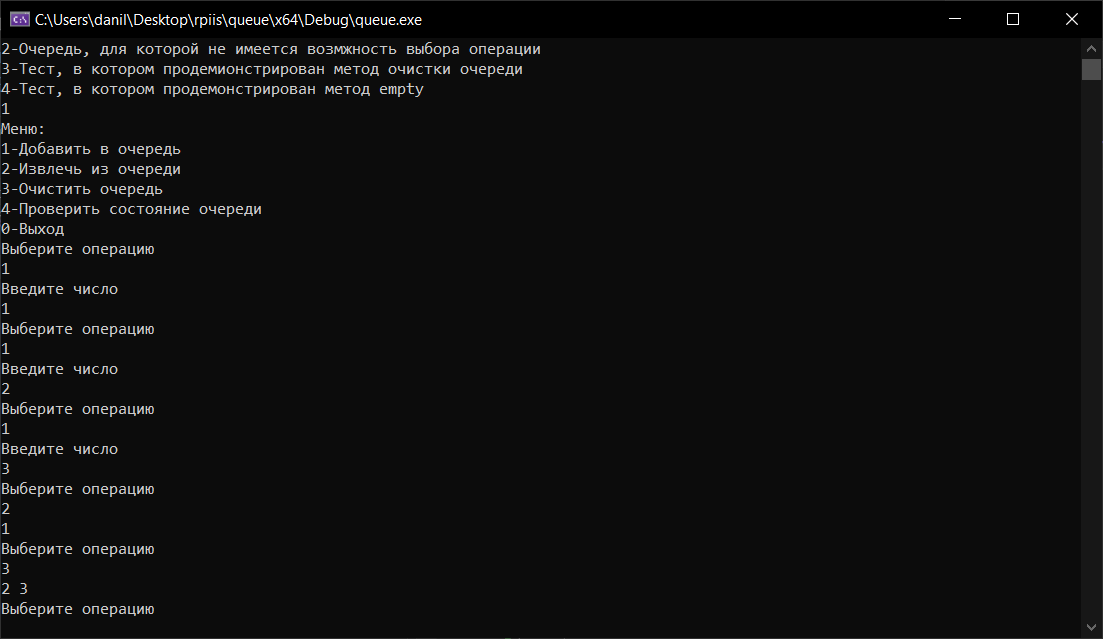 C:\Users\danil\Desktop\rpiis\queue\x64\Debug\queue.exe
2-Очередь, для которой не имеется возмжность выбора операции
3-Тест, в котором продемионстрирован метод очистки очереди
4-Тест, в котором продемонстрирован метод empty
1
Меню:
1-Добавить в очередь
2-Извлечь из очереди
3-Очистить очередь
4-Проверить состояние очереди
0-Выход
Выберите операцию
1
Введите число
1
Выберите операцию
1
Введите число
2
Выберите операцию
1
Введите число
3
Выберите операцию
2
1
Выберите операцию
3
2 3
Выберите операцию